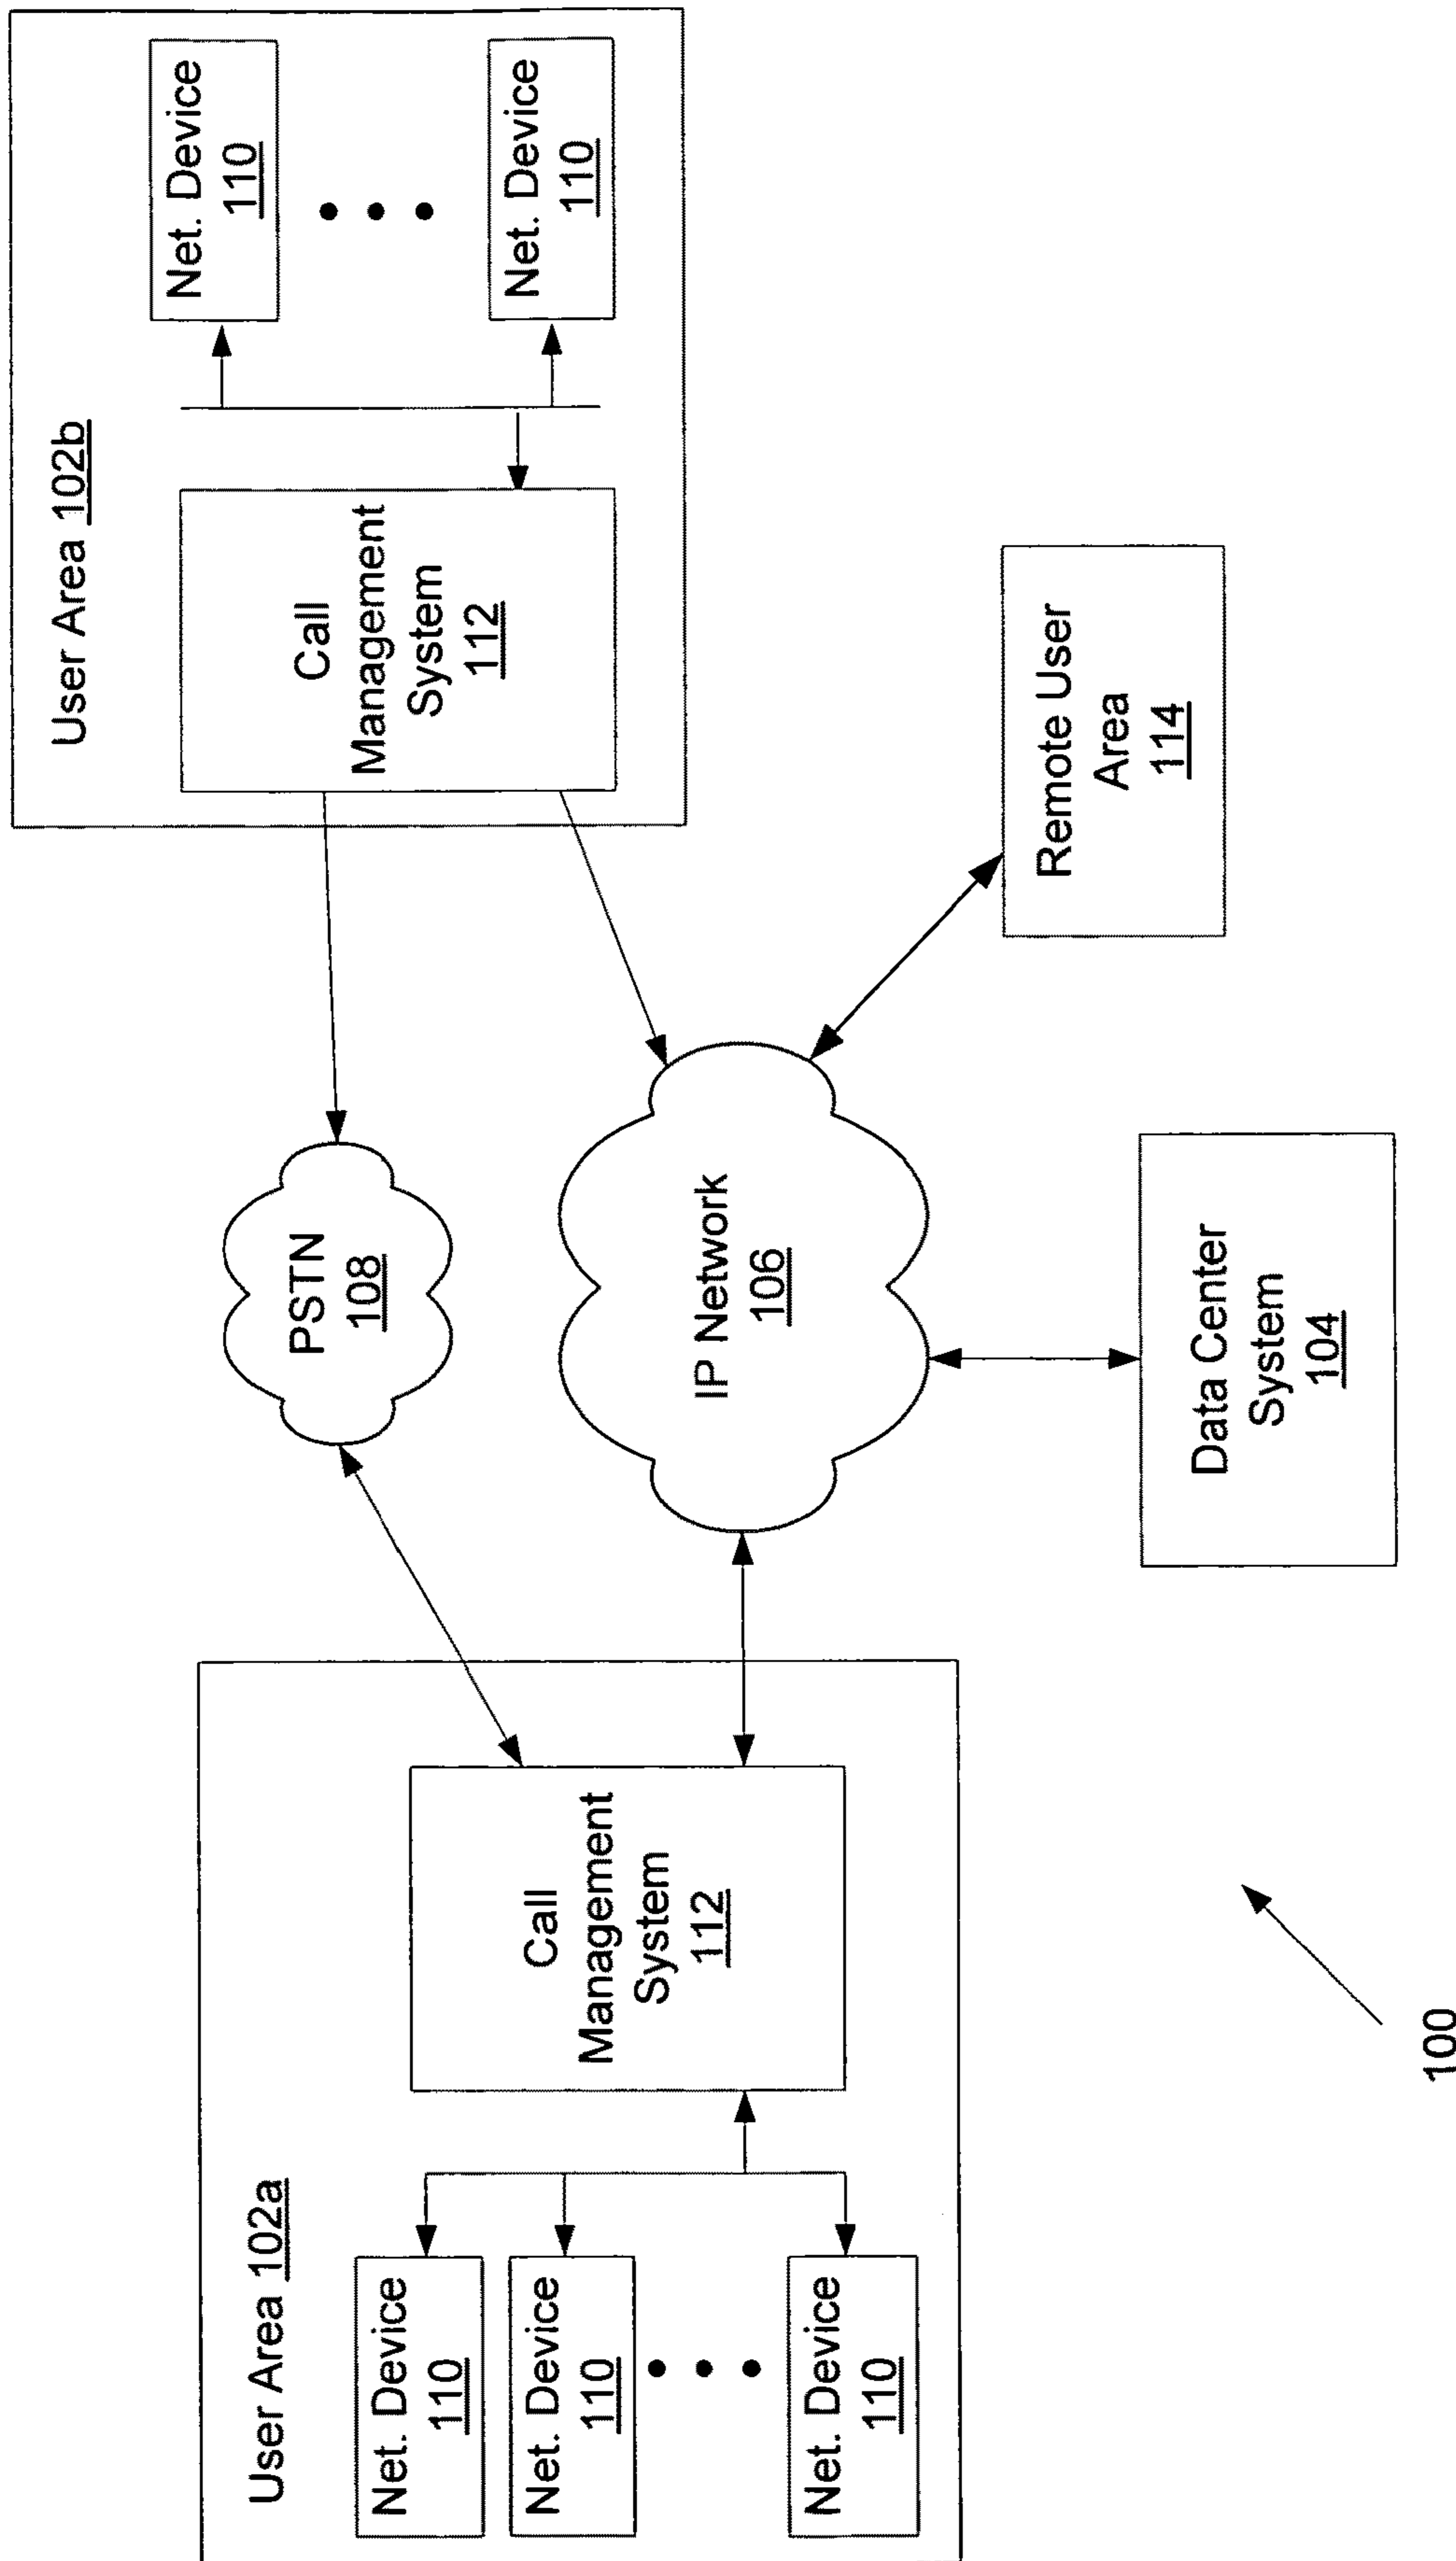 User Area 102a
Net. Device
110
Net. Device
110
Net. Device
110
Call
Management
System
112
PSTN
108
IP Network
106
Data Center
System
104
User Area 102b
Call
Management
System
112
Net. Device
110
Net. Device
110
Remote User
Area
114
100